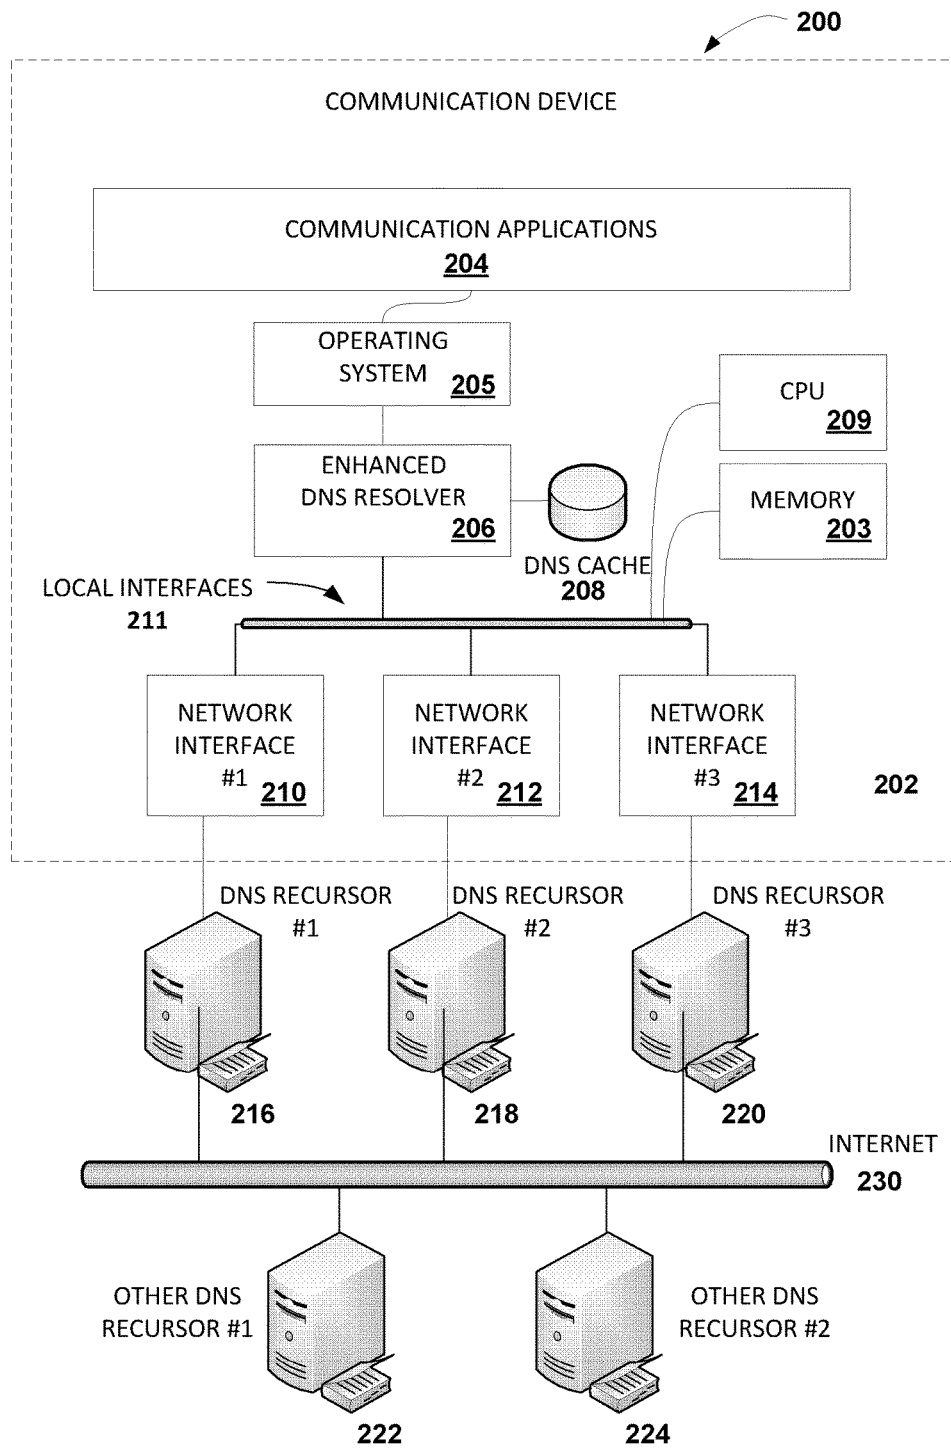 200
COMMUNICATION DEVICE
COMMUNICATION APPLICATIONS
204
OPERATING
SYSTEM
205
CPU
209
ENHANCED
DNS RESOLVER
206
MEMORY
203
DNS CACHE
208
LOCAL INTERFACES
211
NETWORK
INTERFACE
#1
210
NETWORK
INTERFACE
#2
212
NETWORK
INTERFACE
#3
214
202
DNS RECURSOR
#1
DNS RECURSOR
#2
DNS RECURSOR
#3
216
218
220
INTERNET
230
OTHER DNS
RECURSOR #1
OTHER DNS
RECURSOR #2
222
224